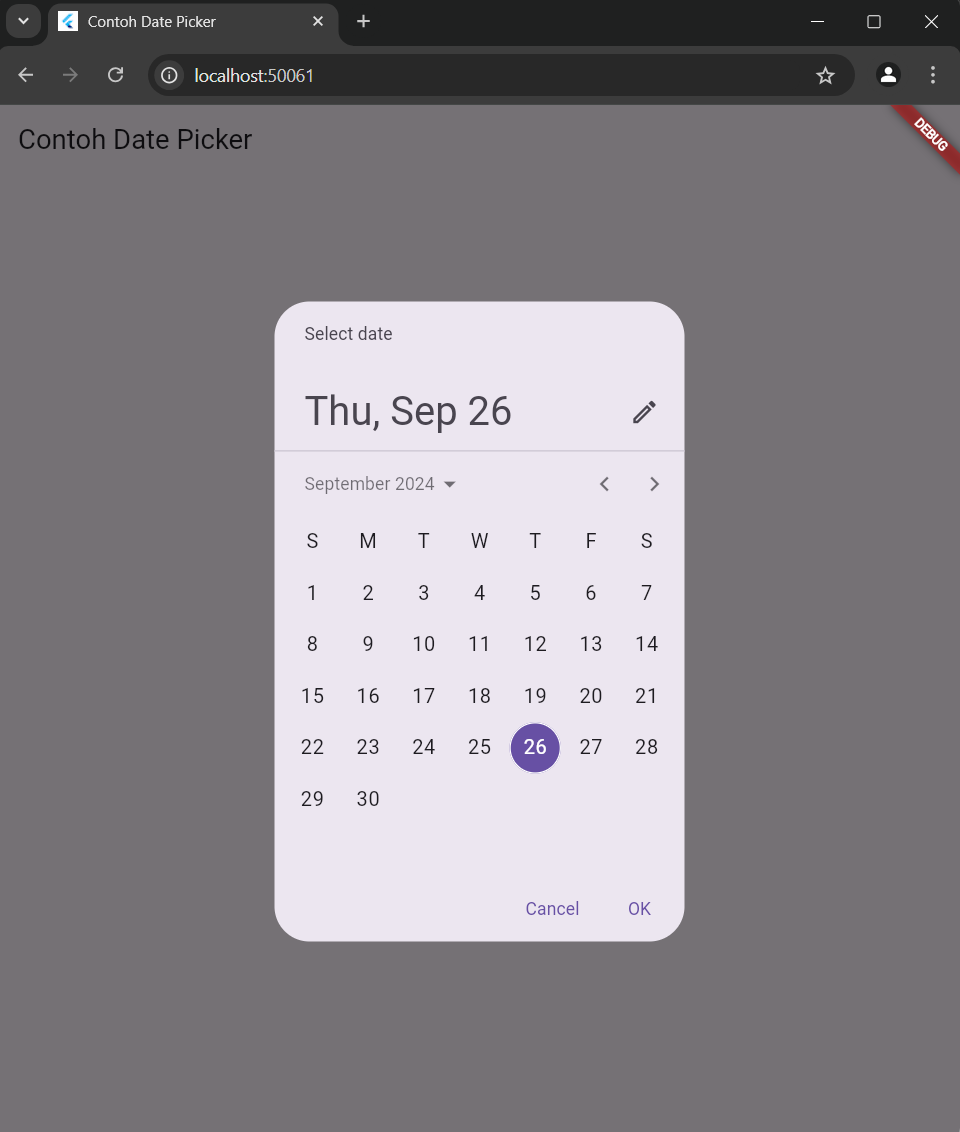 Contoh Date Picker
localhost:50061
Contoh Date Picker
DEBUG
Select date
Thu, Sep 26
September 2024
S M T W T F S
1 2 3 4 5 6 7
8 9 10 11 12 13 14
15 16 17 18 19 20 21
22 23 24 25 26 27 28
29 30
Cancel OK